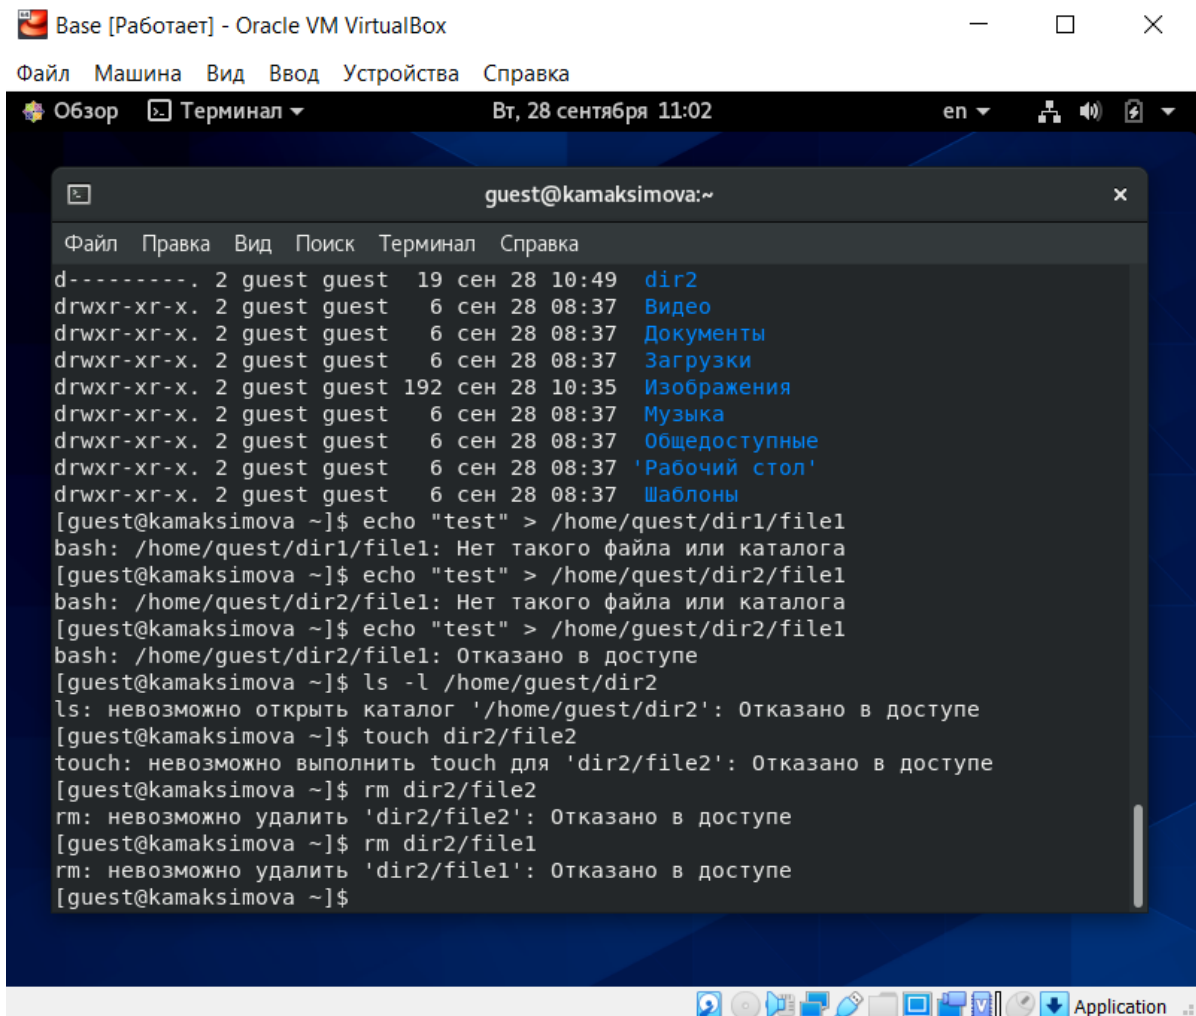 Base [Работает] - Oracle VM VirtualBox
Файл Машина Вид Ввод Устройства Справка
Обзор Терминал Вт, 28 сентября 11:02 en
guest@kamaksimova:~
Файл Правка Вид Поиск Терминал Справка
d---------. 2 guest guest 19 сен 28 10:49 dir2
drwxr-xr-x. 2 guest guest 6 сен 28 08:37 Видео
drwxr-xr-x. 2 guest guest 6 сен 28 08:37 Документы
drwxr-xr-x. 2 guest guest 6 сен 28 08:37 Загрузки
drwxr-xr-x. 2 guest guest 192 сен 28 10:35 Изображения
drwxr-xr-x. 2 guest guest 6 сен 28 08:37 Музыка
drwxr-xr-x. 2 guest guest 6 сен 28 08:37 Общедоступные
drwxr-xr-x. 2 guest guest 6 сен 28 08:37 'Рабочий стол'
drwxr-xr-x. 2 guest guest 6 сен 28 08:37 Шаблоны
[guest@kamaksimova ~]$ echo "test" > /home/quest/dir1/file1
bash: /home/quest/dir1/file1: Нет такого файла или каталога
[guest@kamaksimova ~]$ echo "test" > /home/quest/dir2/file1
bash: /home/quest/dir2/file1: Нет такого файла или каталога
[guest@kamaksimova ~]$ echo "test" > /home/guest/dir2/file1
bash: /home/guest/dir2/file1: Отказано в доступе
[guest@kamaksimova ~]$ ls -l /home/guest/dir2
ls: невозможно открыть каталог '/home/guest/dir2': Отказано в доступе
[guest@kamaksimova ~]$ touch dir2/file2
touch: невозможно выполнить touch для 'dir2/file2': Отказано в доступе
[guest@kamaksimova ~]$ rm dir2/file2
rm: невозможно удалить 'dir2/file2': Отказано в доступе
[guest@kamaksimova ~]$ rm dir2/file1
rm: невозможно удалить 'dir2/file1': Отказано в доступе
[guest@kamaksimova ~]$
Application